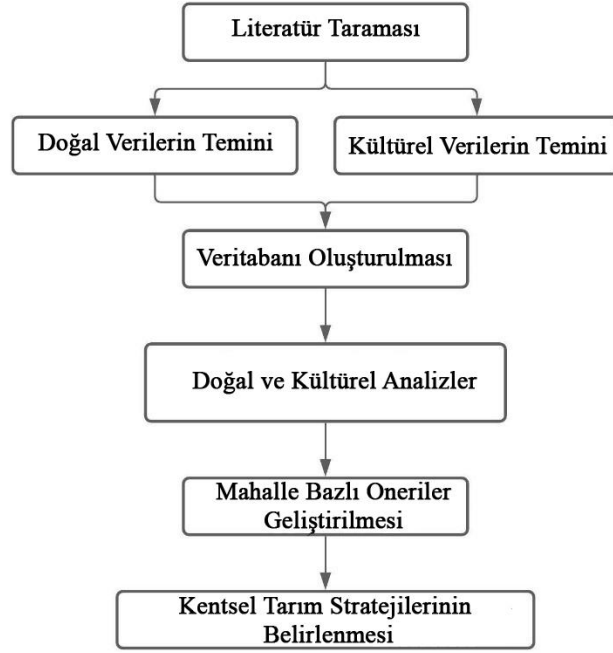 Literatür Taraması
Doğal Verilerin Temini
Kültürel Verilerin Temini
Veritabanı Oluşturulması
Doğal ve Kültürel Analizler
Mahalle Bazlı Oneriler
Geliştirilmesi
Kentsel Tarım Stratejilerinin
Belirlenmesi